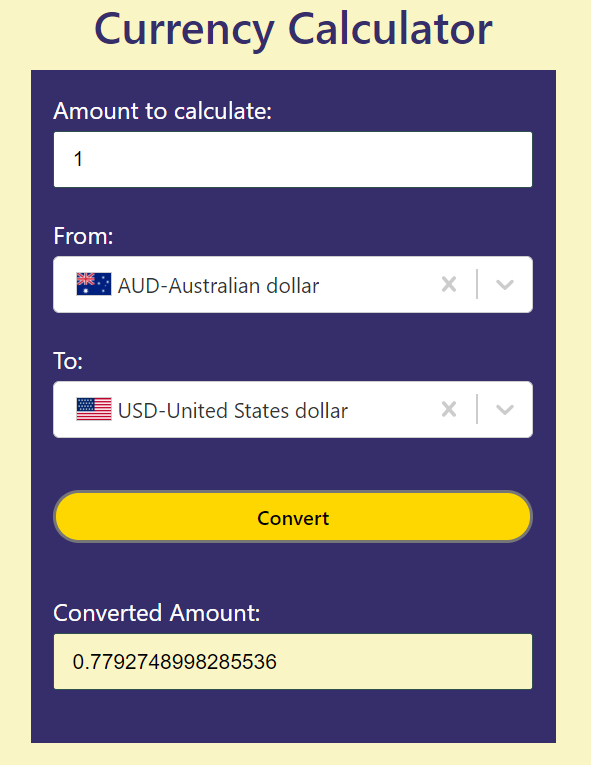 Currency Calculator
Amount to calculate:
1
From:
AUD-Australian dollar
To:
USD-United States dollar
Convert
Converted Amount:
0.7792748998285536